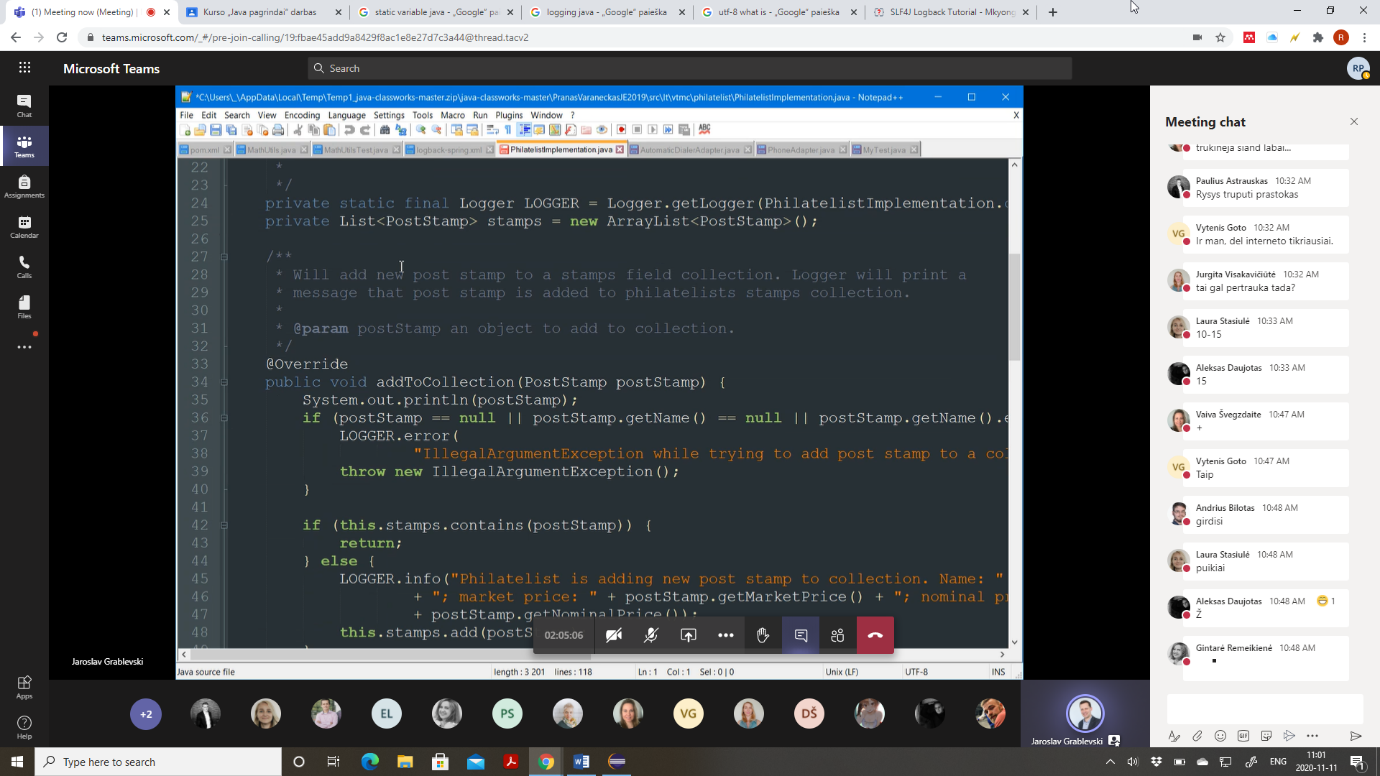 (1) Meeting now (Meeting) |
Kurso „Java pagrindai“ darbas
static variable java - „Google“ pa
logging java - „Google“ paieška
utf-8 what is - „Google“ paieška
SLF4J Logback Tutorial - Mkyong
teams.microsoft.com/_#/pre-join-calling/19:fbae45add9a8429f8ac1e8e27d7c3a44@thread.tacv2
R
Microsoft Teams
Search
RP
Chat
Teams
Assignments
Calendar
Calls
Files
Apps
Help
*C:\Users\_\AppData\Local\Temp\Temp1_java-classworks-master.zip\java-classworks-master\PranasVaraneckasJE2019\src\lt\vtmc\philatelist\PhilatelistImplementation.java - Notepad++
File Edit Search View Encoding Language Settings Tools Macro Run Plugins Window ?
X
pom.xml
MathUtils.java
MathUtilsTest.java
logback-spring.xml
PhilatelistImplementation.java
AutomaticDialerAdapter.java
PhoneAdapter.java
MyTest.java
22 *
23 */
24 private static final Logger LOGGER = Logger.getLogger(PhilatelistImplementation.
25 private List<PostStamp> stamps = new ArrayList<PostStamp>();
26
27 /**
28 * Will add new post stamp to a stamps field collection. Logger will print a
29 * message that post stamp is added to philatelists stamps collection.
30 *
31 * @param postStamp an object to add to collection.
32 */
33 @Override
34 public void addToCollection(PostStamp postStamp) {
35 System.out.println(postStamp);
36 if (postStamp == null || postStamp.getName() == null || postStamp.getName().e
37 LOGGER.error(
38 "IllegalArgumentException while trying to add post stamp to a co
39 throw new IllegalArgumentException();
40 }
41
42 if (this.stamps.contains(postStamp)) {
43 return;
44 } else {
45 LOGGER.info("Philatelist is adding new post stamp to collection. Name: "
46 + "; market price: " + postStamp.getMarketPrice() + "; nominal p
47 + postStamp.getNominalPrice());
48 this.stamps.add(postS
02:05:06
Java source file
length : 3 201 lines : 118
Ln : 1 Col : 1 Sel : 0 | 0
Unix (LF)
UTF-8
INS
Jaroslav Grablevski
+2
EL
PS
VG
DŠ
Jaroslav Grablevski
Meeting chat
trukinėja siand labai...
Paulius Astrauskas 10:32 AM
Rysys truputi prastokas
VG
Vytenis Goto 10:32 AM
Ir man. del interneto tikriausiai.
Jurgita Visakavičiūtė 10:32 AM
tai gal pertrauka tada?
Laura Stasiulė 10:33 AM
10-15
Aleksas Daujotas 10:33 AM
15
Vaiva Švegzdaite 10:47 AM
+
VG
Vytenis Goto 10:47 AM
Taip
Andrius Bilotas 10:48 AM
girdisi
Laura Stasiulė 10:48 AM
puikiai
Aleksas Daujotas 10:48 AM 1
Ž
Gintarė Remeikienė 10:48 AM
GIF
Type here to search
ENG
11:01
2020-11-11
1